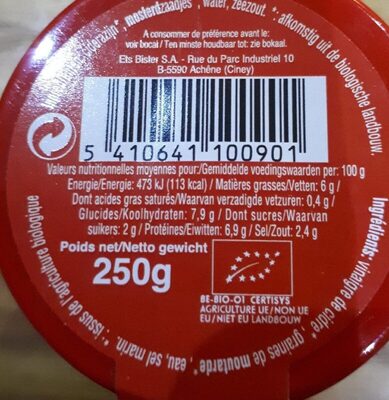 mosterdzaadjes*, water, zeezout. *: afkomstig uit de biologische landbouw.
A consommer de préférence avant le:
voir bocal / Ten minste houdbaar tot: zie bokaal.
Ets Bister S.A. - Rue du Parc Industriel 10
B-5590 Achêne (Ciney)
5 410641 100901
Valeurs nutritionnelles moyennes pour:/Gemiddelde voedingswaarden per: 100 g
Energie/Energie: 473 kJ (113 kcal) / Matières grasses/Vetten: 6 g /
Dont acides gras saturés/Waarvan verzadigde vetzuren: 0,4 g /
Glucides/Koolhydraten: 7,9 g / Dont sucres/Waarvan
suikers: 2 g / Protéines/Eiwitten: 6,9 g / Sel/Zout: 2,4 g
Poids net/Netto gewicht
250g
BE-BIO-01 CERTISYS
AGRICULTURE UE / NON UE
EU / NIET EU LANDBOUW
Ingrédients: vinaigre de cidre*, graines de moutarde*, eau, sel marin. *: issus de l'agriculture biologique